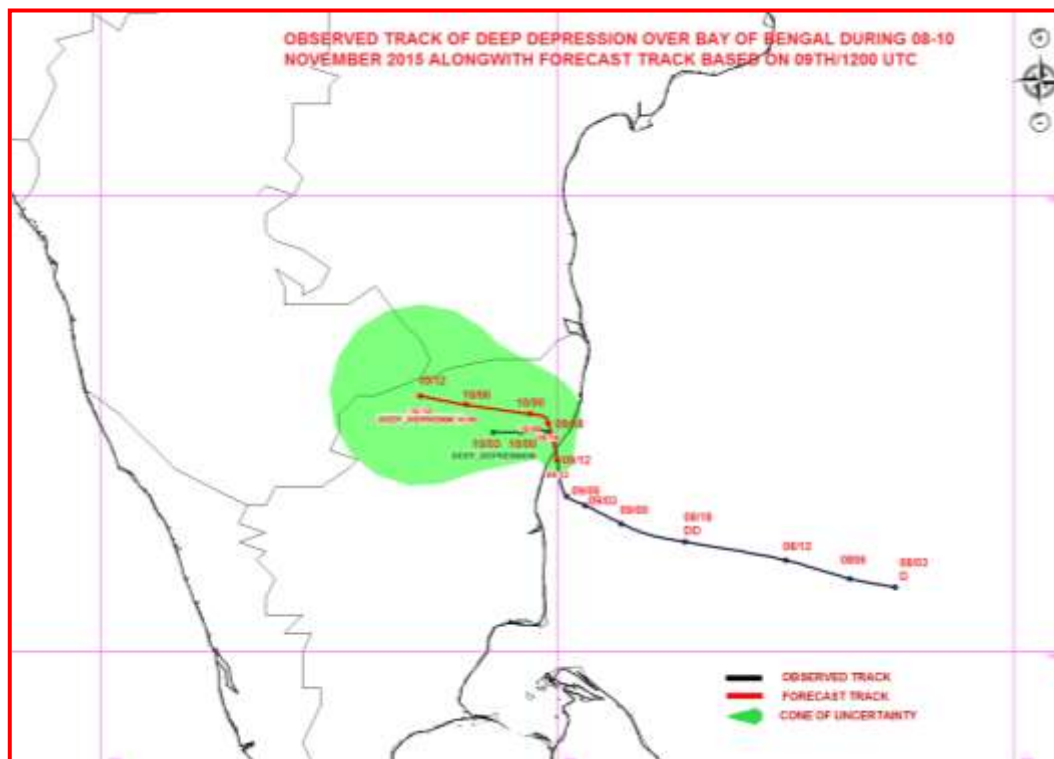 OBSERVED TRACK OF DEEP DEPRESSION OVER BAY OF BENGAL DURING 08-10
NOVEMBER 2015 ALONGWITH FORECAST TRACK BASED ON 09TH/1200 UTC
10/12
10/06
10/00
09/18
DEEP_DEPRESSION
10/03
10/00
DEEP_DEPRESSION
09/12
09/06
09/03
09/00
08/18
DD
08/12
08/06
08/03
D
OBSERVED TRACK
FORECAST TRACK
CONE OF UNCERTAINTY